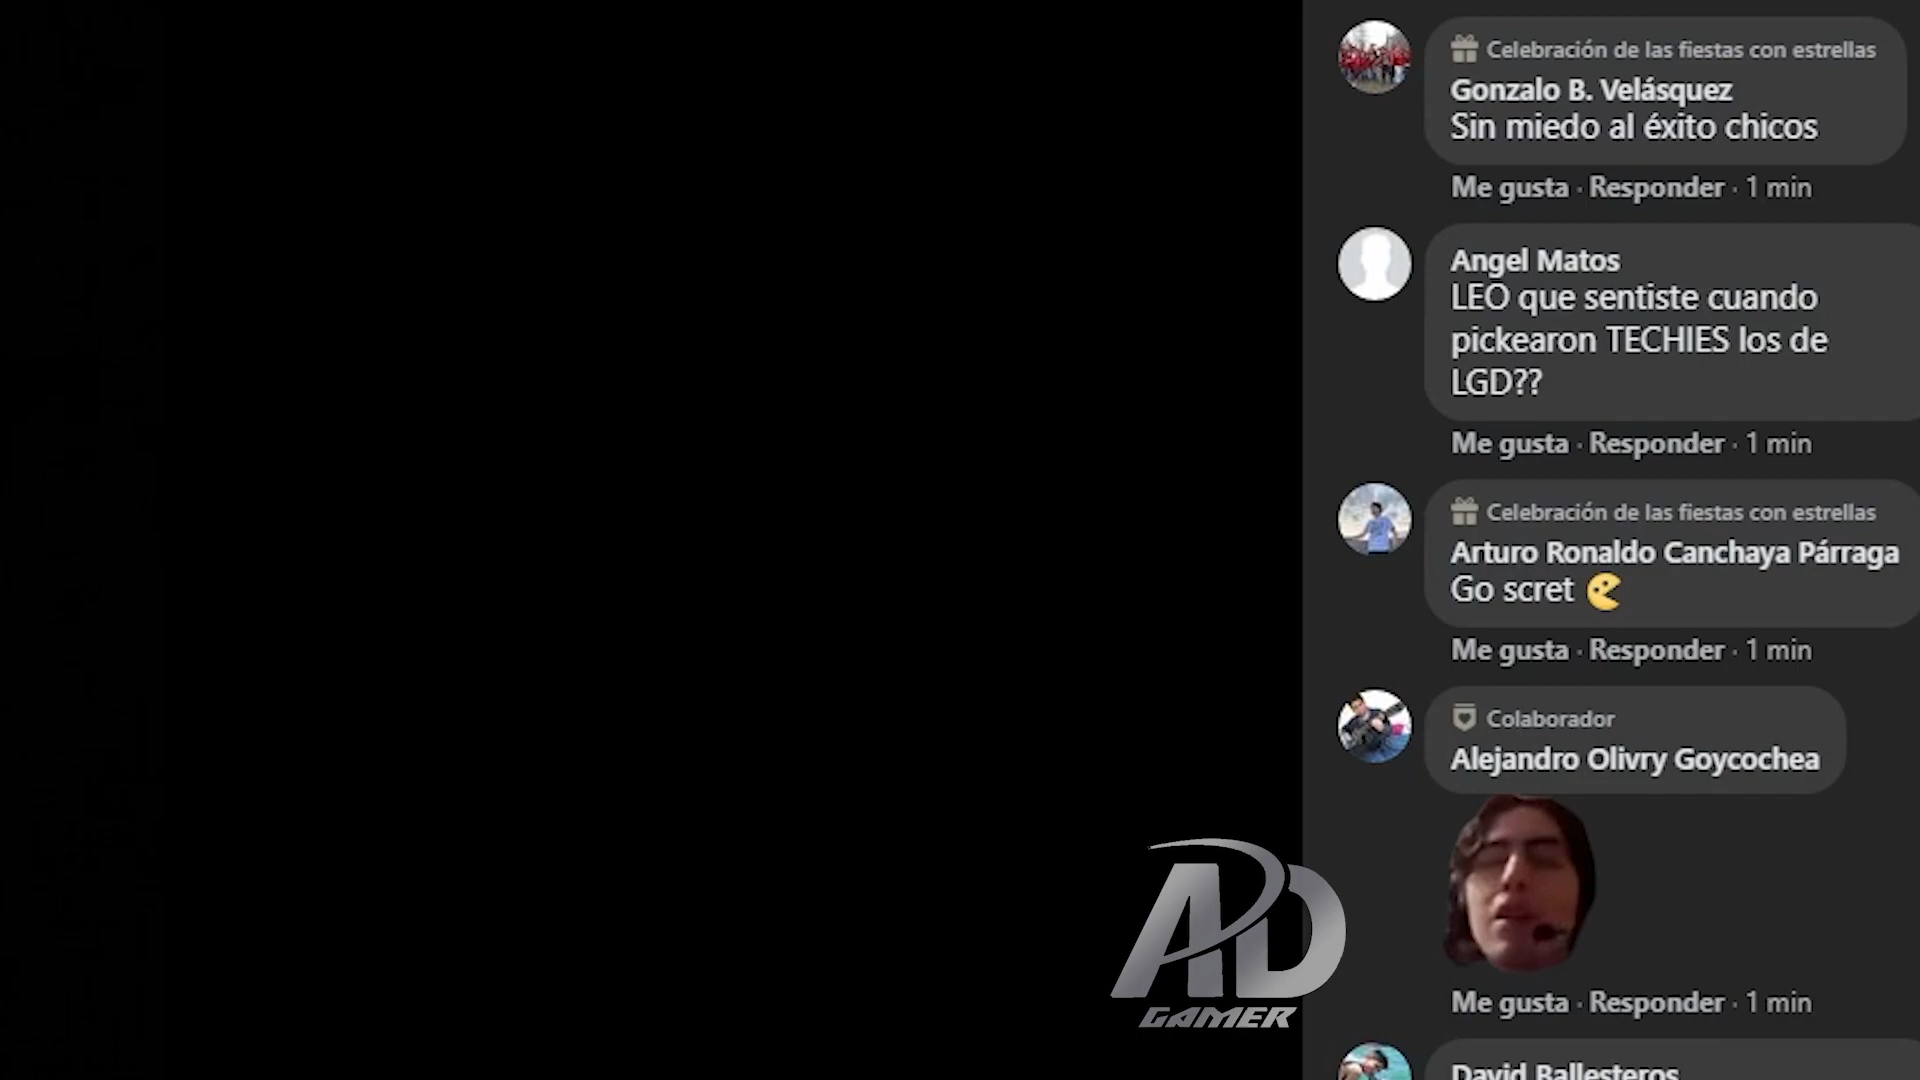 Celebración de las fiestas con estrellas
Gonzalo B. Velásquez
Sin miedo al éxito chicos
Me gusta · Responder · 1 min
Angel Matos
LEO que sentiste cuando
pickearon TECHIES los de
LGD??
Me gusta · Responder · 1 min
Celebración de las fiestas con estrellas
Arturo Ronaldo Canchaya Párraga
Go scret
Me gusta · Responder · 1 min
Colaborador
Alejandro Olivry Goycochea
Me gusta · Responder · 1 min
AD
GAMER
David Ballesteros